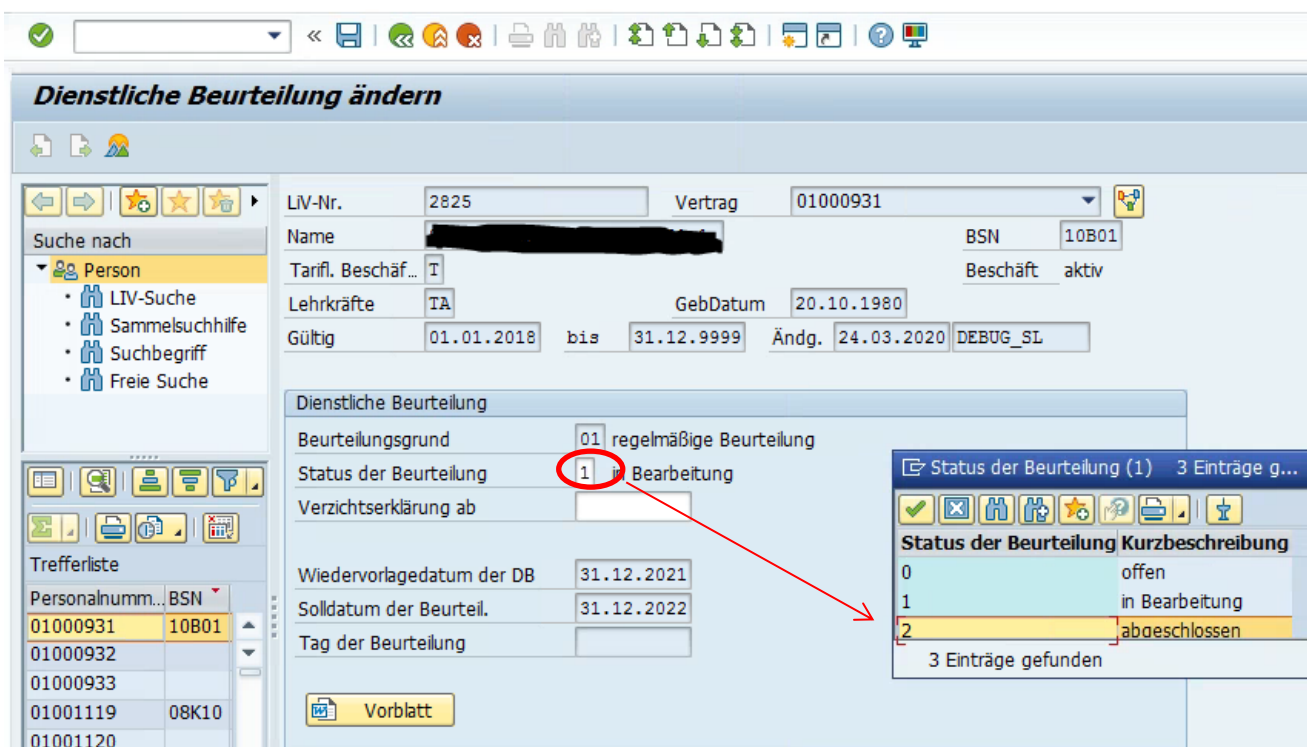 Dienstliche Beurteilung ändern
LiV-Nr. 2825 Vertrag 01000931
Suche nach
Name BSN 10B01
Person
Tarifl. Beschäf... T Beschäft aktiv
LIV-Suche
Lehrkräfte TA GebDatum 20.10.1980
Sammelsuchhilfe
Gültig 01.01.2018 bis 31.12.9999 Ändg. 24.03.2020 DEBUG_SL
Suchbegriff
Freie Suche
Dienstliche Beurteilung
Beurteilungsgrund 01 regelmäßige Beurteilung
Status der Beurteilung 1 in Bearbeitung
Verzichtserklärung ab
Wiedervorlagedatum der DB 31.12.2021
Solldatum der Beurteil. 31.12.2022
Tag der Beurteilung
Vorblatt
Status der Beurteilung (1) 3 Einträge g...
Status der Beurteilung Kurzbeschreibung
0 offen
1 in Bearbeitung
2 abgeschlossen
3 Einträge gefunden
Trefferliste
Personalnumm... BSN
01000931 10B01
01000932
01000933
01001119 08K10
01001120